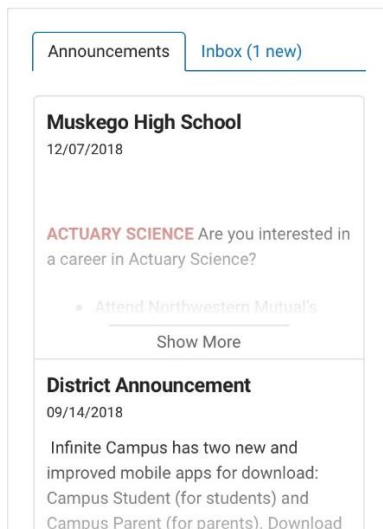 Announcements
Inbox (1 new)
Muskego High School
12/07/2018
ACTUARY SCIENCE Are you interested in
a career in Actuary Science?
• Attend Northwestern Mutual's
Show More
District Announcement
09/14/2018
Infinite Campus has two new and
improved mobile apps for download:
Campus Student (for students) and
Campus Parent (for parents). Download